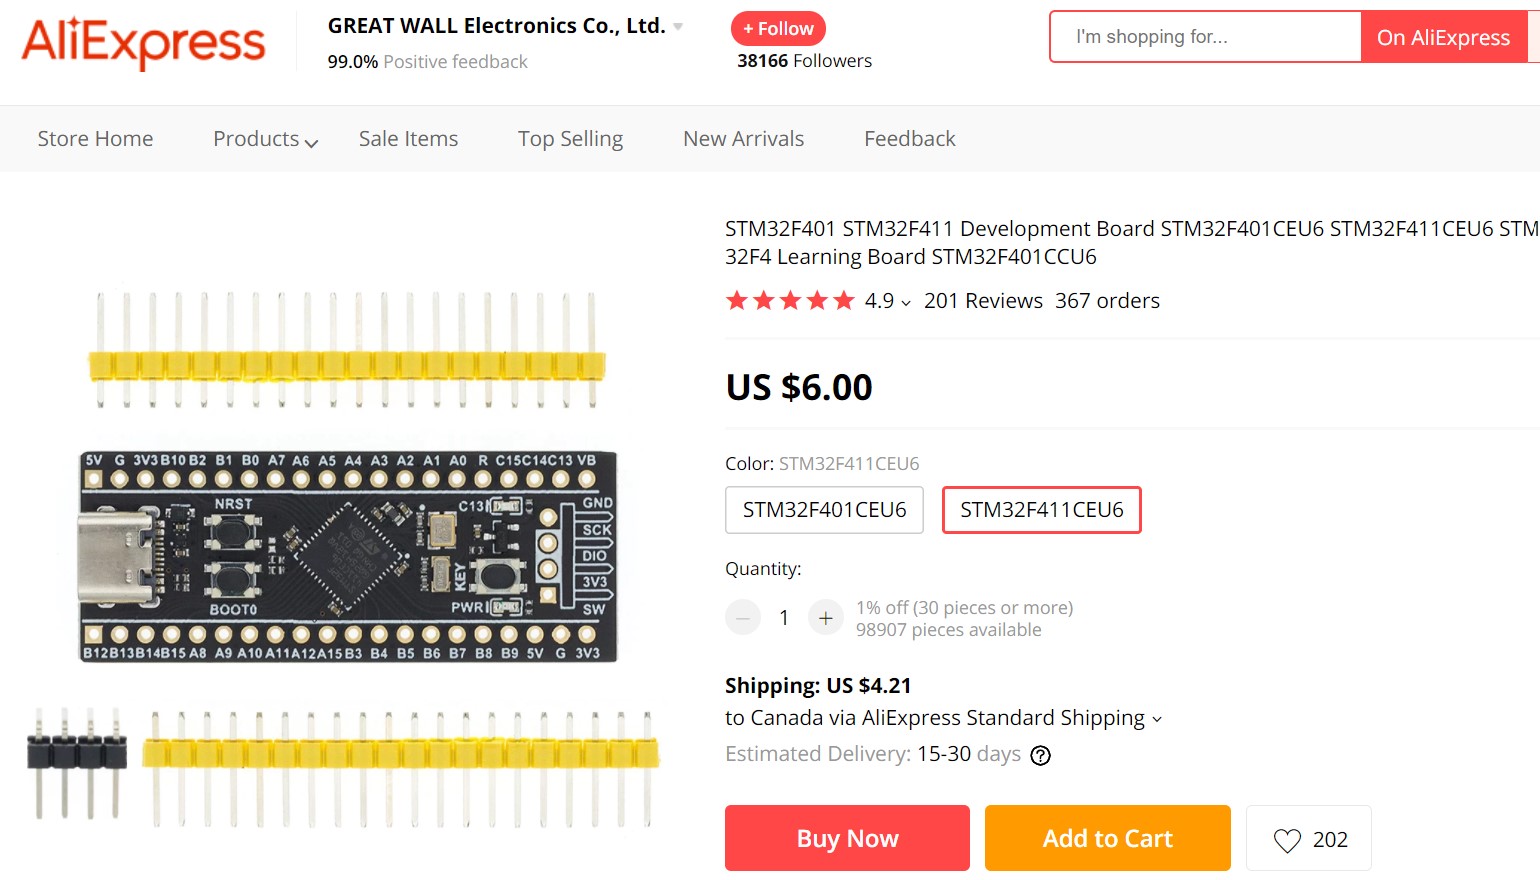 AliExpress
GREAT WALL Electronics Co., Ltd.
99.0% Positive feedback
+ Follow
38166 Followers
I'm shopping for...
On AliExpress
Store Home
Products
Sale Items
Top Selling
New Arrivals
Feedback
STM32F401 STM32F411 Development Board STM32F401CEU6 STM32F411CEU6 STM
32F4 Learning Board STM32F401CCU6
4.9
201 Reviews
367 orders
US $6.00
Color: STM32F411CEU6
STM32F401CEU6
STM32F411CEU6
Quantity:
1
1% off (30 pieces or more)
98907 pieces available
Shipping: US $4.21
to Canada via AliExpress Standard Shipping
Estimated Delivery: 15-30 days
Buy Now
Add to Cart
202
5V G 3V3 B10 B2 B1 B0 A7 A6 A5 A4 A3 A2 A1 A0 R C15 C14 C13 VB
NRST
C13
GND
SCK
DIO
3V3
SW
KEY
BOOT0
PWR
B12 B13 B14 B15 A8 A9 A10 A11 A12 A15 B3 B4 B5 B6 B7 B8 B9 5V G 3V3